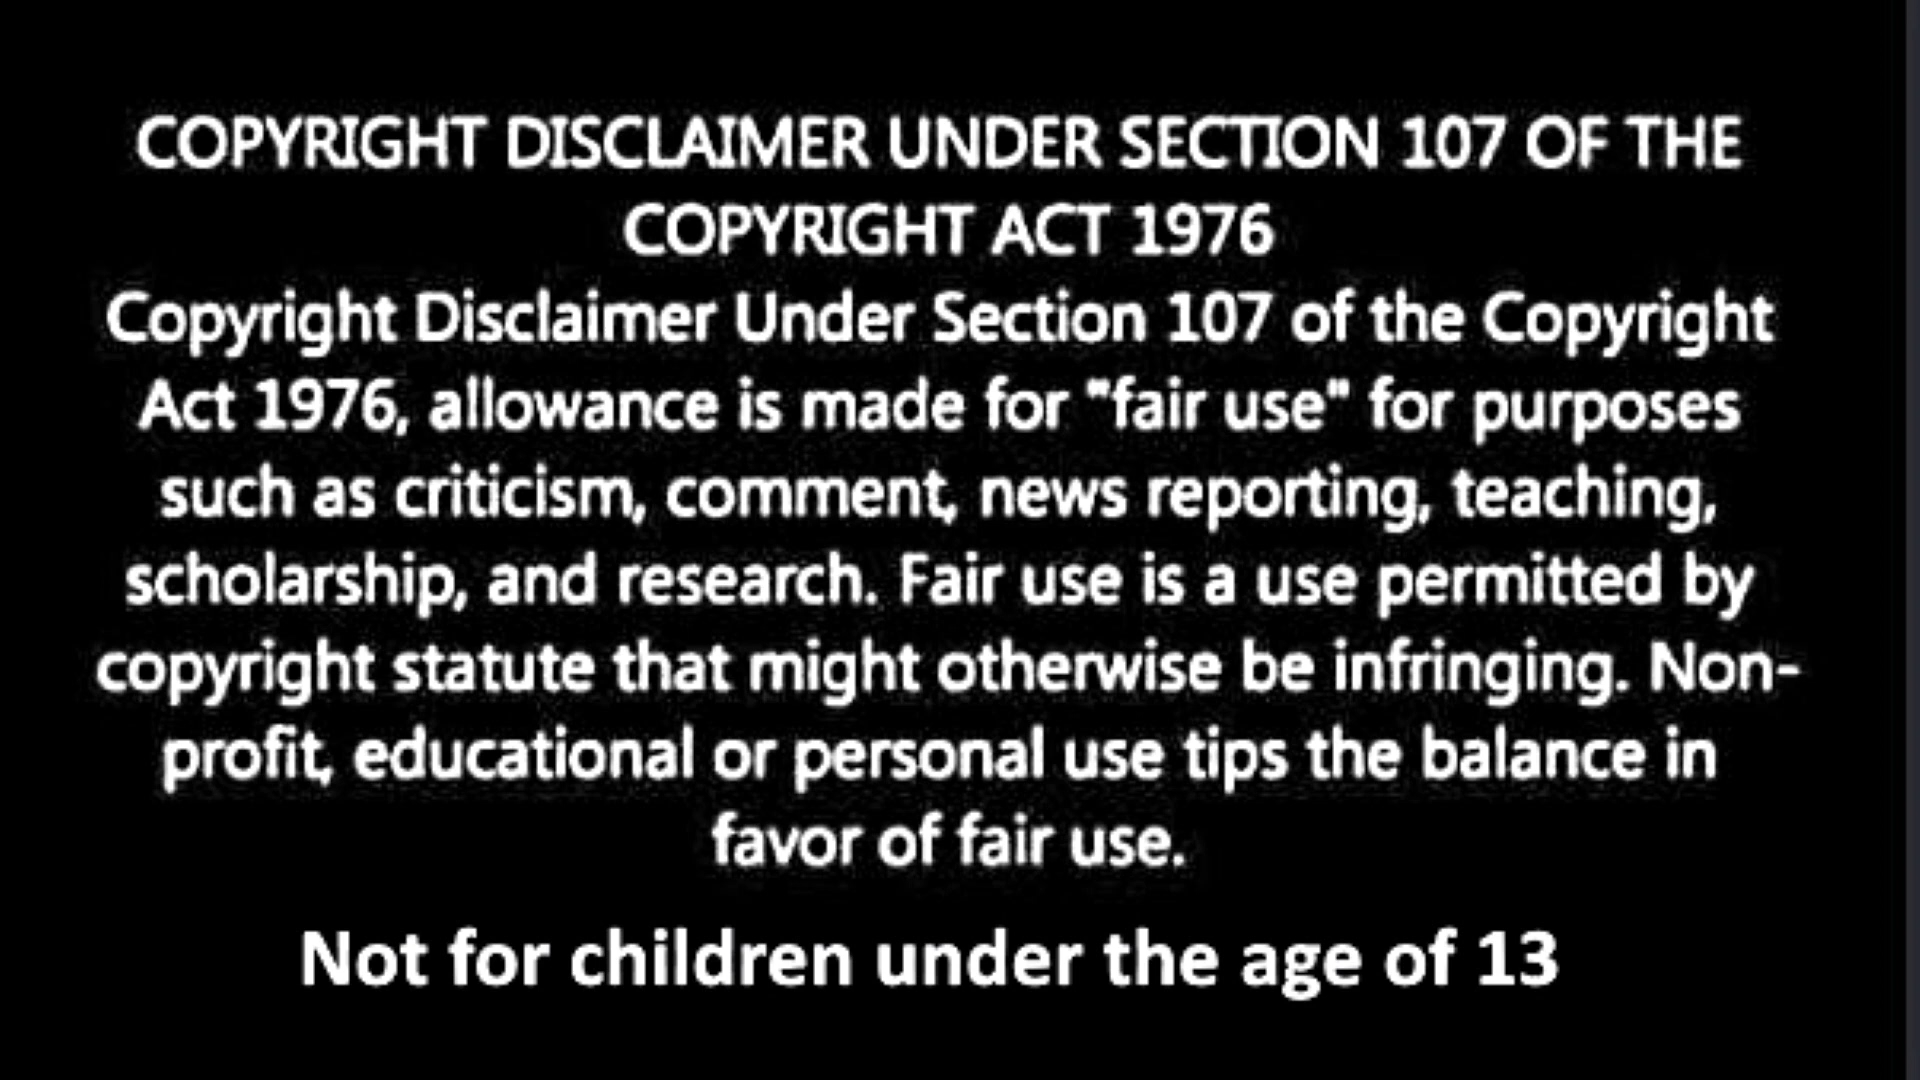 COPYRIGHT DISCLAIMER UNDER SECTION 107 OF THE
COPYRIGHT ACT 1976
Copyright Disclaimer Under Section 107 of the Copyright
Act 1976, allowance is made for "fair use" for purposes
such as criticism, comment, news reporting, teaching,
scholarship, and research. Fair use is a use permitted by
copyright statute that might otherwise be infringing. Non-
profit, educational or personal use tips the balance in
favor of fair use.
Not for children under the age of 13